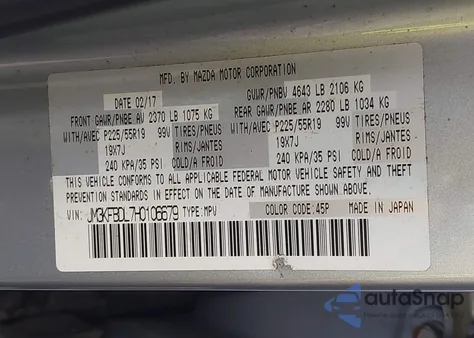 MFD. BY MAZDA MOTOR CORPORATION
DATE 02/17 GVWR/PNBV 4643 LB 2106 KG
FRONT GAWR/PNBE AV 2370 LB 1075 KG REAR GAWR/PNBE AR 2280 LB 1034 KG
WITH/AVEC P225/55R19 99V TIRES/PNEUS WITH/AVEC P225/55R19 99V TIRES/PNEUS
19X7J RIMS/JANTES 19X7J RIMS/JANTES
240 KPA/35 PSI COLD/A FROID 240 KPA/35 PSI COLD/A FROID
THIS VEHICLE CONFORMS TO ALL APPLICABLE FEDERAL MOTOR VEHICLE SAFETY
STANDARDS IN EFFECT ON THE DATE OF MANUFACTURE SHOWN ABOVE.
VIN: JM3KFBDL7H0106679 TYPE:MPV COLOR CODE: 45P MADE IN JAPAN
autoSnap